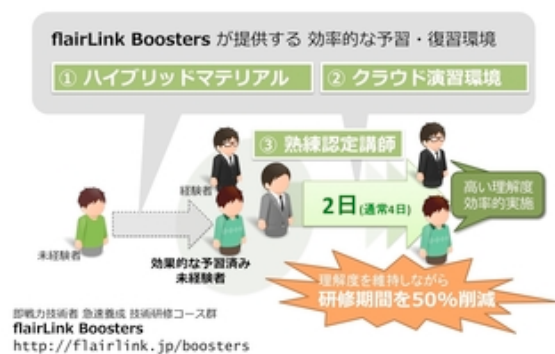 flairLink Boosters が提供する 効率的な予習・復習環境
① ハイブリッドマテリアル
② クラウド演習環境
③ 熟練認定講師
経験者
未経験者
2日(通常4日)
高い理解度
効率的実施
効果的な予習済み
未経験者
理解度を維持しながら
研修期間を50%削減
即戦力技術者 急速養成 技術研修コース群
flairLink Boosters
http://flairlink.jp/boosters